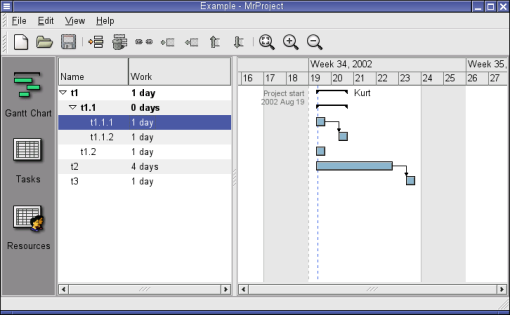 Example - MrProject
File Edit View Help
Week 34, 2002 Week 35,
Name Work 16 17 18 19 20 21 22 23 24 25 26 27
t1 1 day Project start Kurt
t1.1 0 days 2002 Aug 19
Gantt Chart t1.1.1 1 day
t1.1.2 1 day
t1.2 1 day
t2 4 days
Tasks t3 1 day
Resources